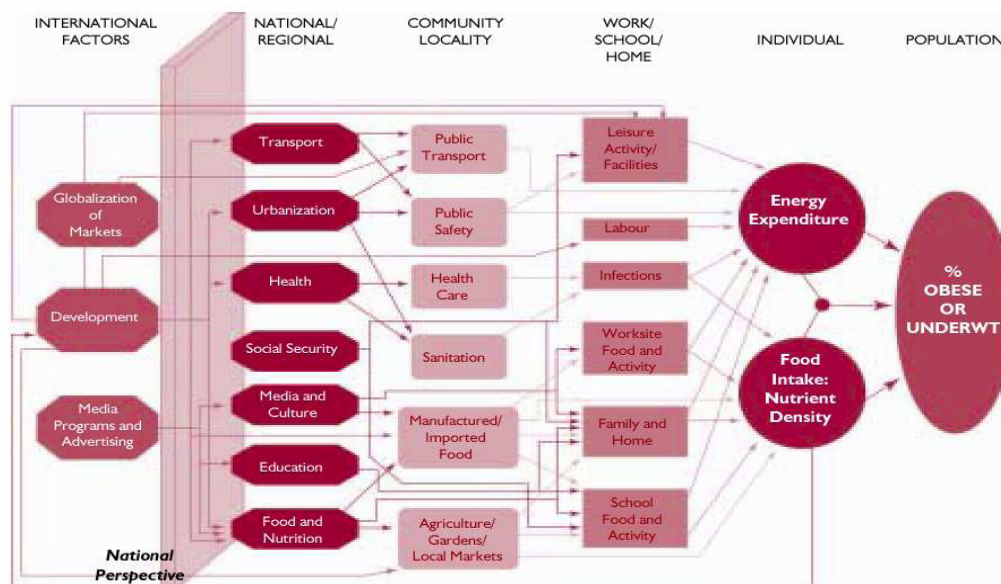 INTERNATIONAL
FACTORS
NATIONAL/
REGIONAL
COMMUNITY
LOCALITY
WORK/
SCHOOL/
HOME
INDIVIDUAL
POPULATION
Globalization
of
Markets
Development
Media
Programs and
Advertising
National
Perspective
Transport
Urbanization
Health
Social Security
Media and
Culture
Education
Food and
Nutrition
Public
Transport
Public
Safety
Health
Care
Sanitation
Manufactured/
Imported
Food
Agriculture/
Gardens/
Local Markets
Leisure
Activity/
Facilities
Labour
Infections
Worksite
Food and
Activity
Family and
Home
School
Food and
Activity
Energy
Expenditure
Food
Intake:
Nutrient
Density
%
OBESE
OR
UNDERWT